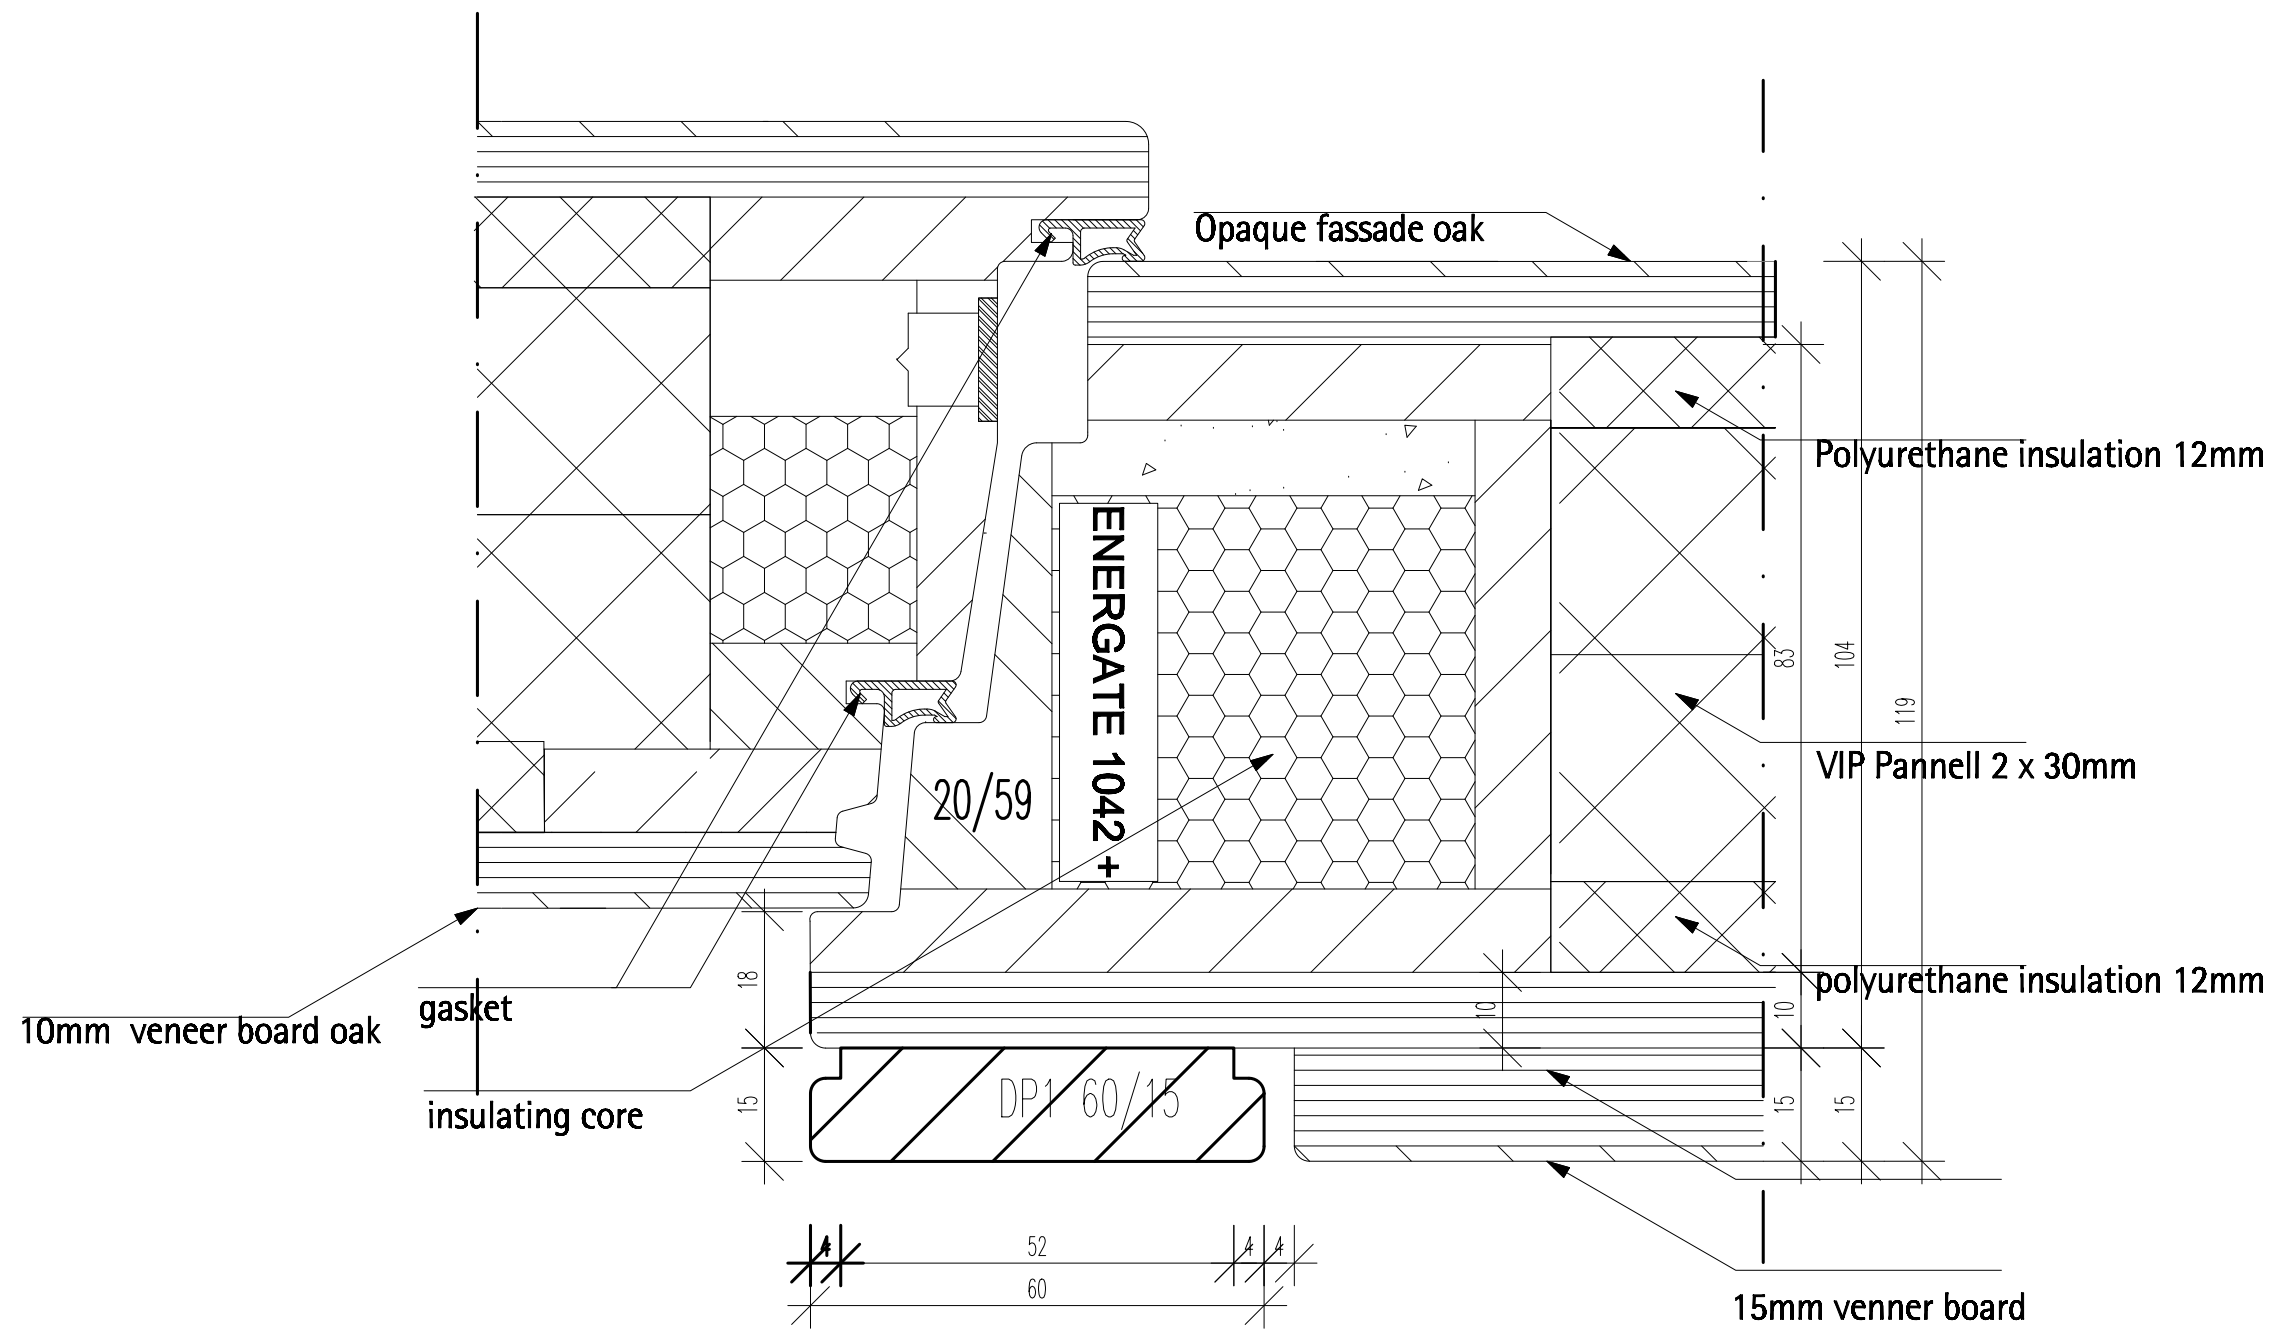 Opaque fassade oak
Polyurethane insulation 12mm
ENERGATE 1042 +
83
104
119
VIP Pannell 2 x 30mm
20/59
polyurethane insulation 12mm
18
10
10
gasket
10mm  veneer board oak
DP1 60/15
15
15
15
insulating core
4
52
4
4
60
15mm venner board